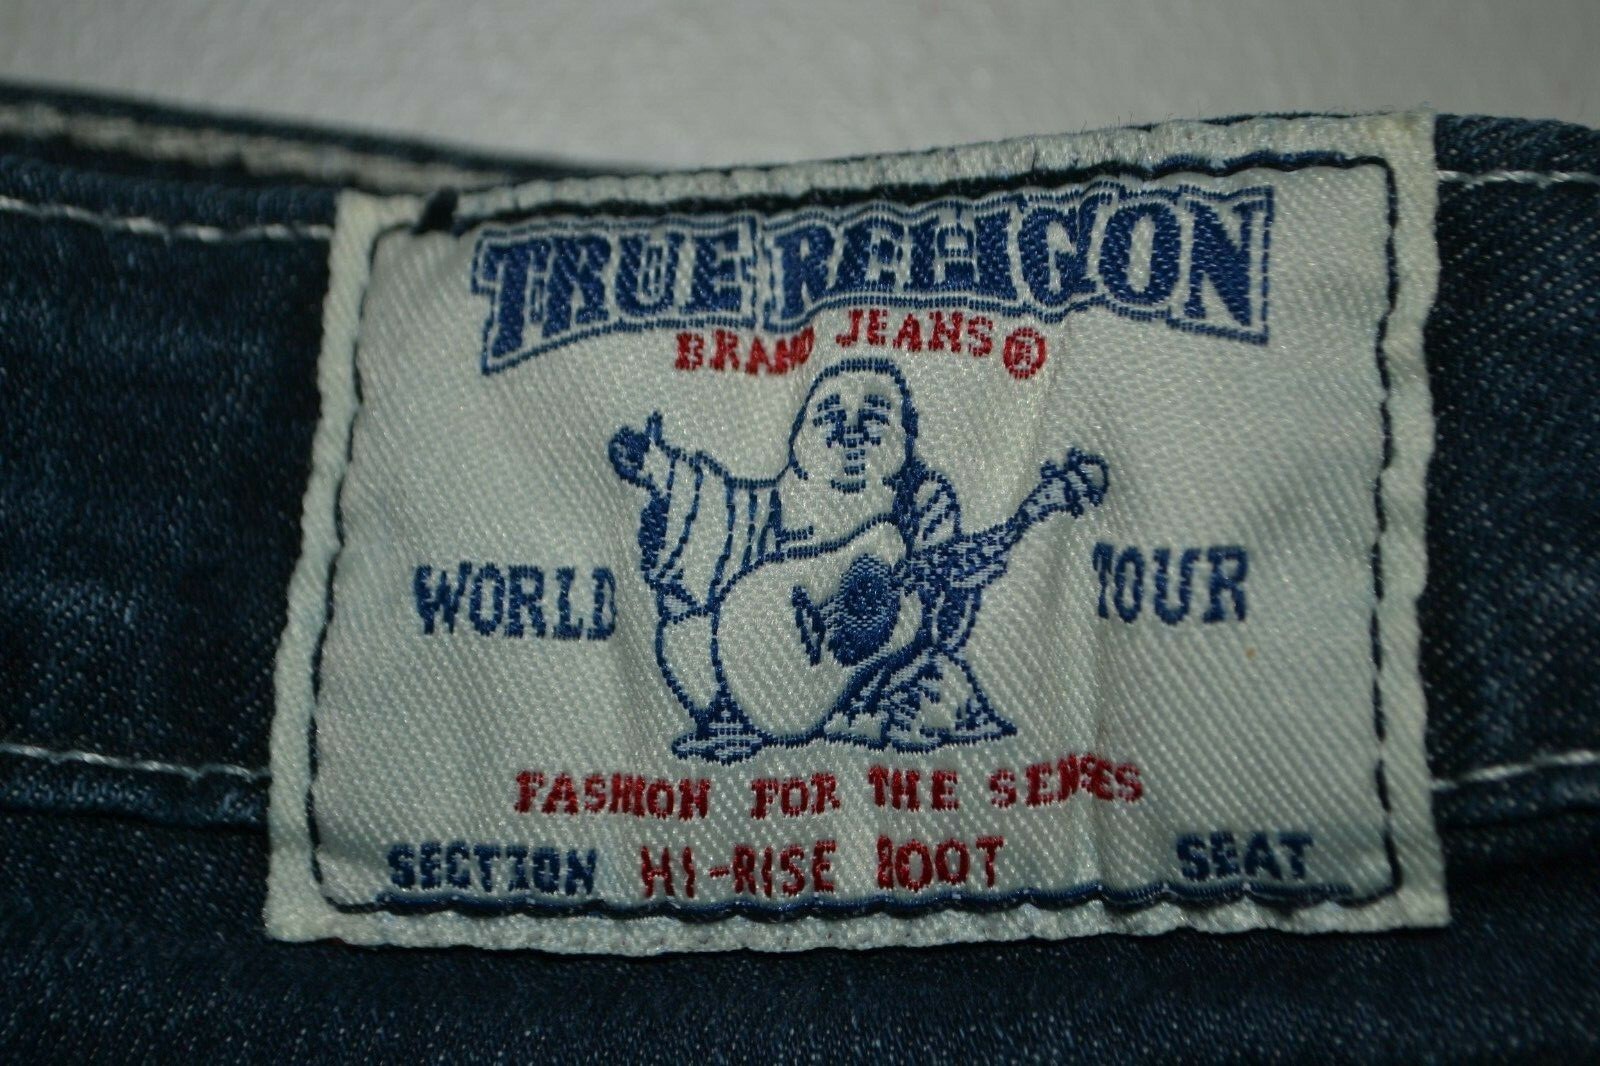 TRUE RELIGION
BRAND JEANS®
WORLD TOUR
FASHION FOR THE SENSES
SECTION HI-RISE BOOT SEAT